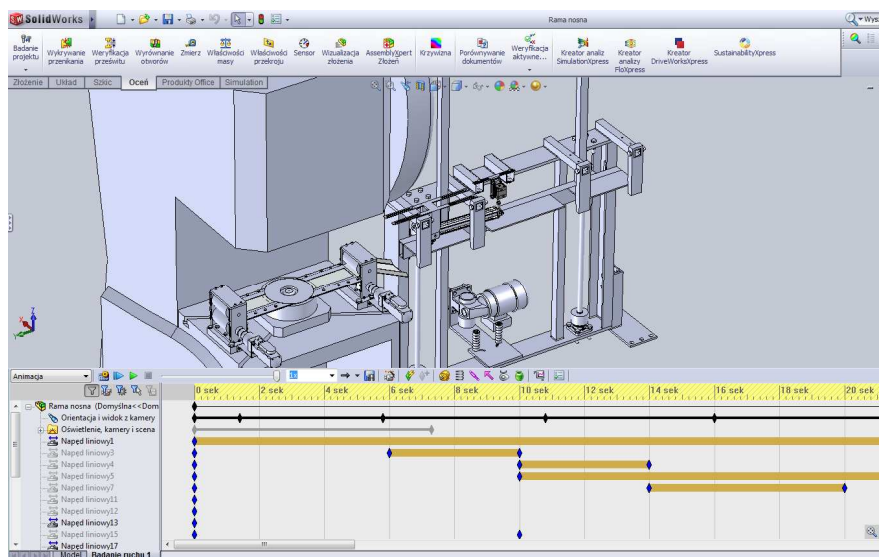 SolidWorks
Rama nosna
Wysz
Badanie projektu
Wykrywanie przenikania
Weryfikacja prześwitu
Wyrównanie otworów
Zmierz
Właściwości masy
Właściwości przekroju
Sensor
Wizualizacja złożenia
AssemblyXpert Złożeń
Krzywizna
Porównywanie dokumentów
Weryfikacja aktywne...
Kreator analiz SimulationXpress
Kreator analizy FloXpress
Kreator DriveWorksXpress
SustainabilityXpress
Złożenie Układ Szkic Oceń Produkty Office Simulation
Animacja
1x
0 sek 2 sek 4 sek 6 sek 8 sek 10 sek 12 sek 14 sek 16 sek 18 sek 20 sek
Rama nosna (Domyślna<<Dom
Orientacja i widok z kamery
Oświetlenie, kamery i scena
Napęd liniowy1
Napęd liniowy3
Napęd liniowy4
Napęd liniowy5
Napęd liniowy7
Napęd liniowy11
Napęd liniowy12
Napęd liniowy13
Napęd liniowy15
Napęd liniowy17
Model Badanie ruchu 1